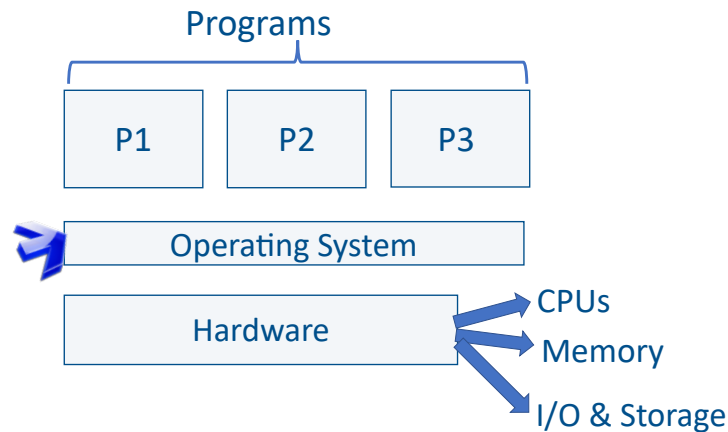 Programs
P1
P2
P3
Operating System
Hardware
CPUs
Memory
I/O & Storage